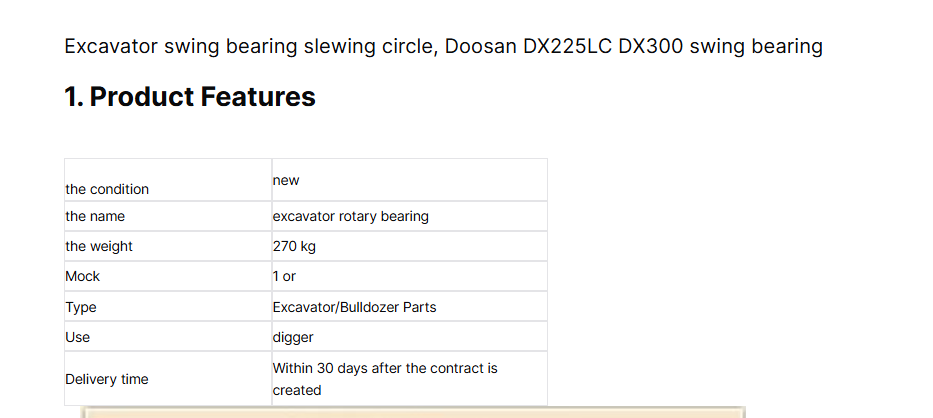 Excavator swing bearing slewing circle, Doosan DX225LC DX300 swing bearing
1. Product Features
the condition
new
the name
excavator rotary bearing
the weight
270 kg
Mock
1 or
Type
Excavator/Bulldozer Parts
Use
digger
Delivery time
Within 30 days after the contract is
created